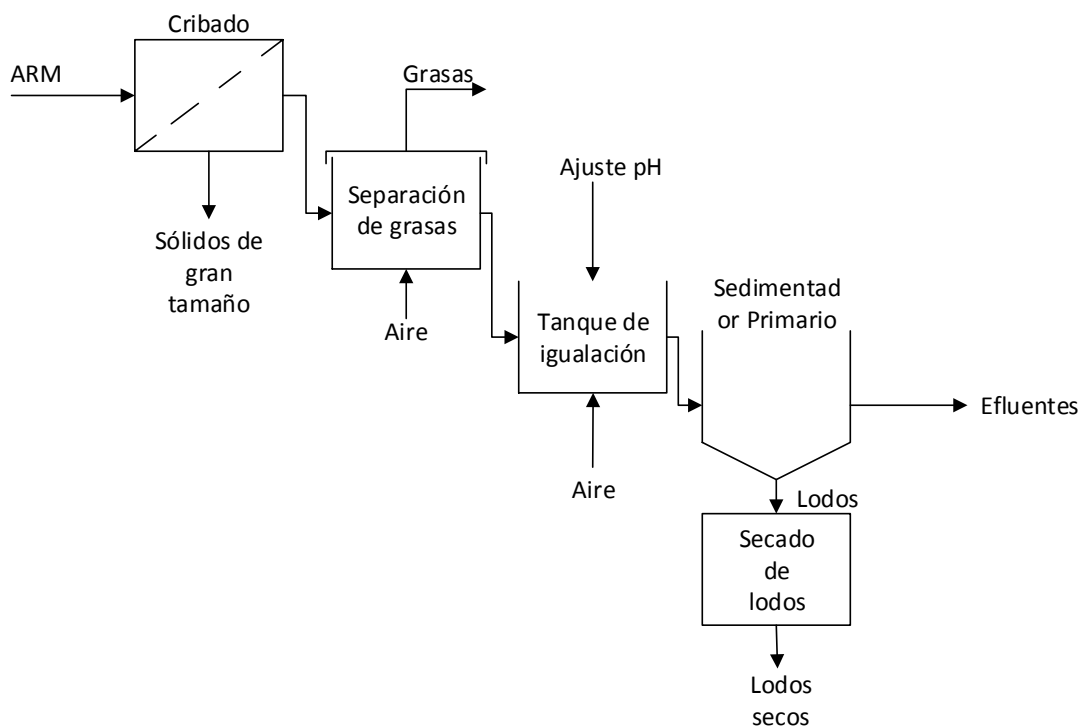 Cribado
ARM
Sólidos de
gran
tamaño
Grasas
Separación
de grasas
Aire
Ajuste pH
Tanque de
igualación
Aire
Sedimentad
or Primario
Efluentes
Lodos
Secado
de
lodos
Lodos
secos